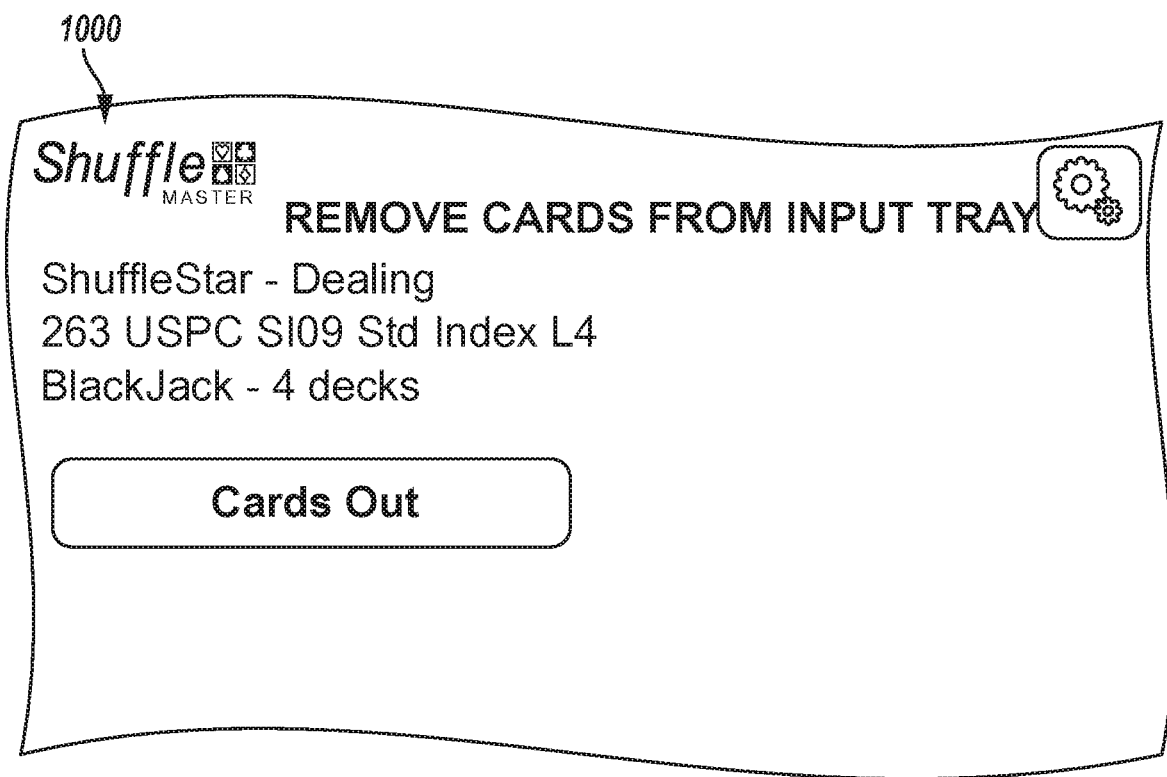 1000
Shuffle
MASTER
REMOVE CARDS FROM INPUT TRAY
ShuffleStar - Dealing
263 USPC SI09 Std Index L4
BlackJack - 4 decks
Cards Out